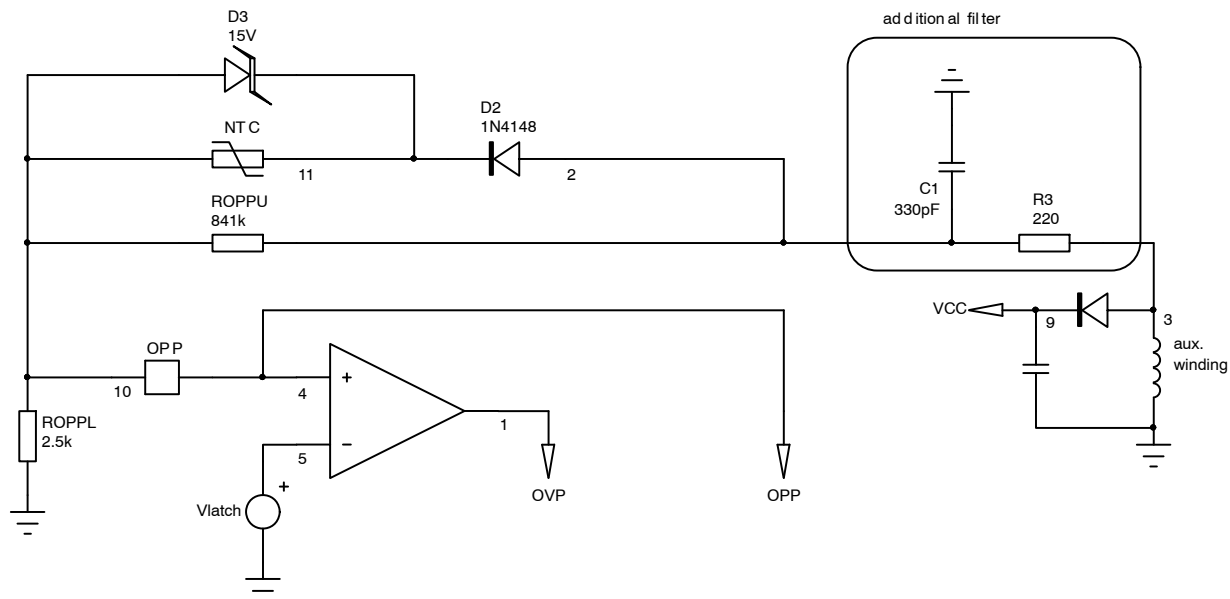 additional filter
D3
15V
D2
1N4148
NTC
11
2
C1
330pF
R3
220
ROPPU
841k
VCC
9
3
aux.
winding
OPP
10
4
+
1
ROPPL
2.5k
5
−
+
Vlatch
OVP
OPP